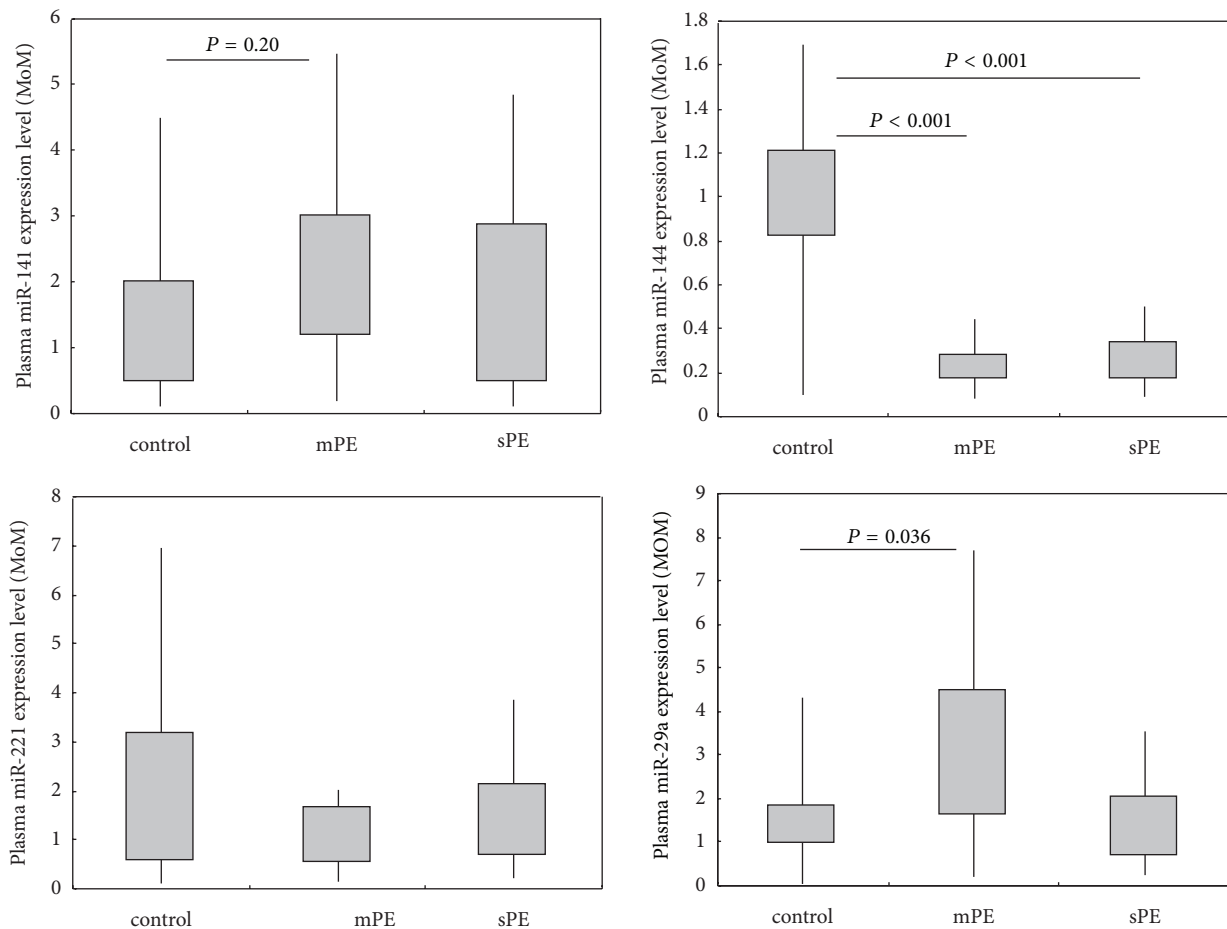 Plasma miR-141 expression level (MoM)
6
5
4
3
2
1
0
P = 0.20
control
mPE
sPE
Plasma miR-144 expression level (MoM)
1.8
1.6
1.4
1.2
1
0.8
0.6
0.4
0.2
0
P < 0.001
P < 0.001
control
mPE
sPE
Plasma miR-221 expression level (MoM)
8
7
6
5
4
3
2
1
0
control
mPE
sPE
Plasma miR-29a expression level (MOM)
9
8
7
6
5
4
3
2
1
0
P = 0.036
control
mPE
sPE